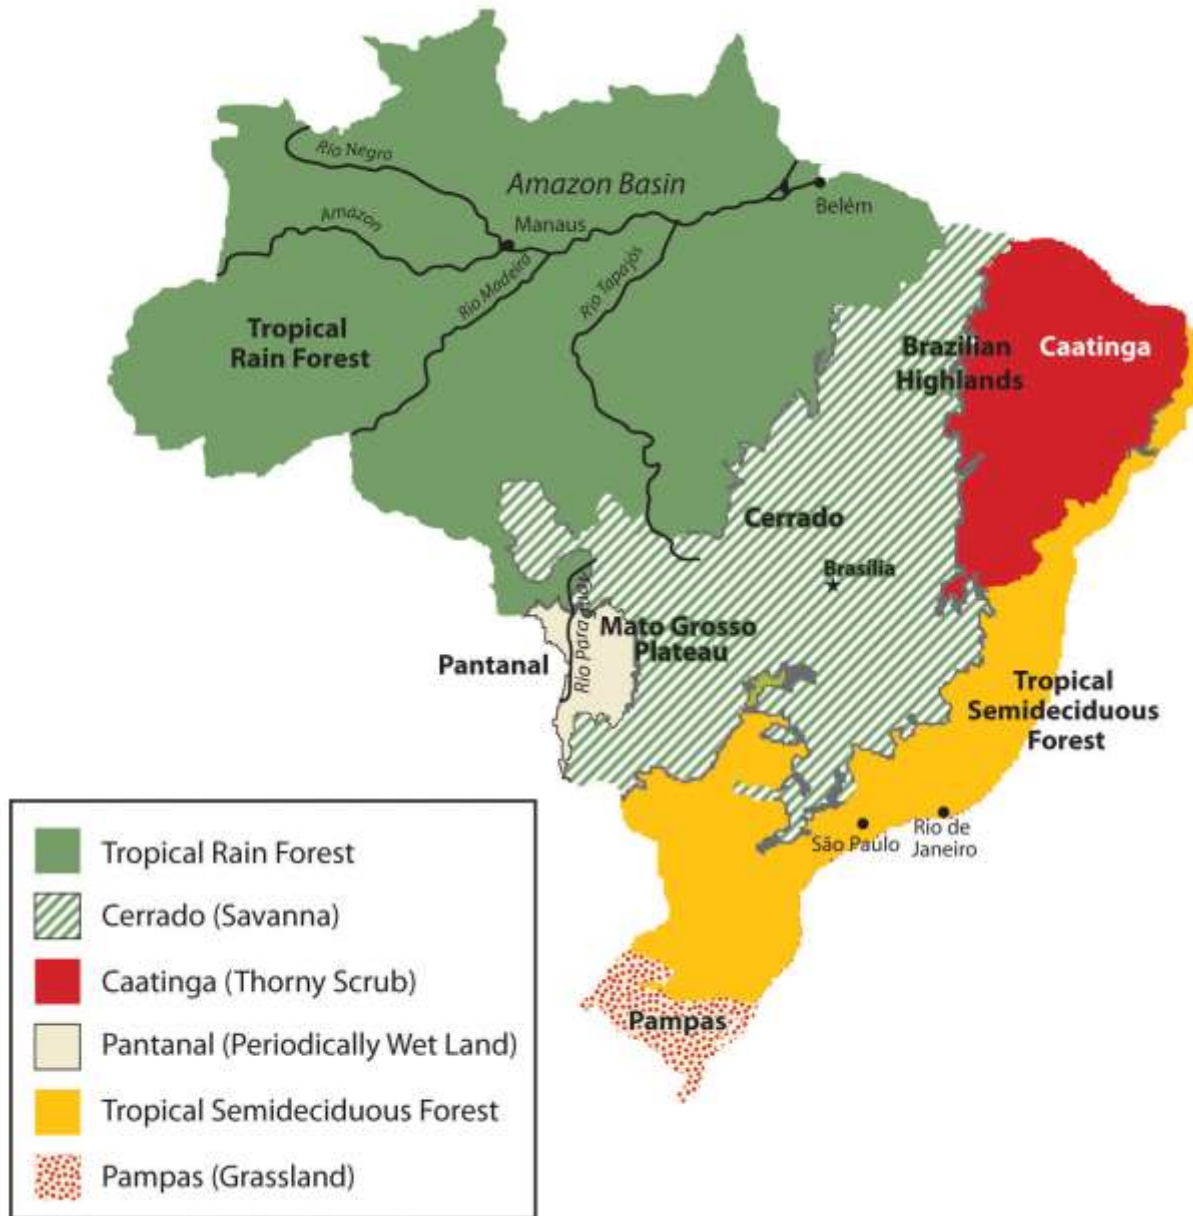 Rio Negro
Amazon Basin
Belém
Amazon
Manaus
Rio Madeira
Rio Tapajós
Tropical
Rain Forest
Brazilian
Highlands
Caatinga
Cerrado
Brasília
Rio Paraguay
Mato Grosso
Plateau
Pantanal
Tropical
Semideciduous
Forest
São Paulo
Rio de
Janeiro
Pampas
Tropical Rain Forest
Cerrado (Savanna)
Caatinga (Thorny Scrub)
Pantanal (Periodically Wet Land)
Tropical Semideciduous Forest
Pampas (Grassland)